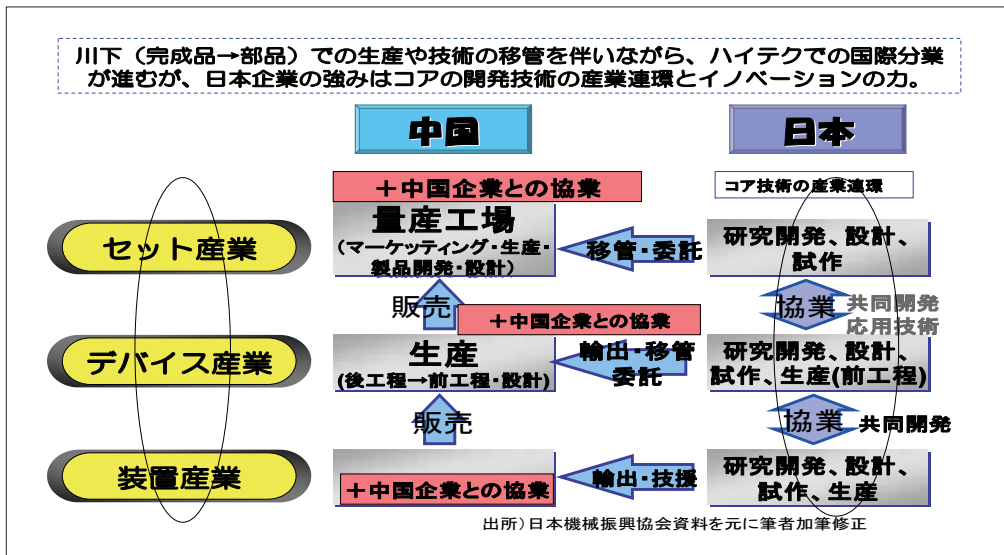 川下（完成品→部品）での生産や技術の移管を伴いながら、ハイテクでの国際分業
が進むが、日本企業の強みはコアの開発技術の産業連環とイノベーションの力。
中国
日本
＋中国企業との協業
コア技術の産業連環
セット産業
量産工場
（マーケッティング・生産・
製品開発・設計）
移管・委託
研究開発、設計、
試作
販売
＋中国企業との協業
協業
共同開発
応用技術
デバイス産業
生産
(後工程→前工程・設計)
輸出・移管
委託
研究開発、設計、
試作、生産(前工程)
販売
協業
共同開発
装置産業
＋中国企業との協業
輸出・技援
研究開発、設計、
試作、生産
出所）日本機械振興協会資料を元に筆者加筆修正